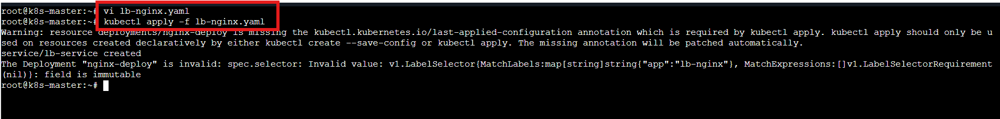 root@k8s-master:~# vi lb-nginx.yaml
root@k8s-master:~# kubectl apply -f lb-nginx.yaml
Warning: resource deployments/nginx-deploy is missing the kubectl.kubernetes.io/last-applied-configuration annotation which is required by kubectl apply. kubectl apply should only be u
sed on resources created declaratively by either kubectl create --save-config or kubectl apply. The missing annotation will be patched automatically.
service/lb-service created
The Deployment "nginx-deploy" is invalid: spec.selector: Invalid value: v1.LabelSelector{MatchLabels:map[string]string{"app":"lb-nginx"}, MatchExpressions:[]v1.LabelSelectorRequirement
(nil)}: field is immutable
root@k8s-master:~#